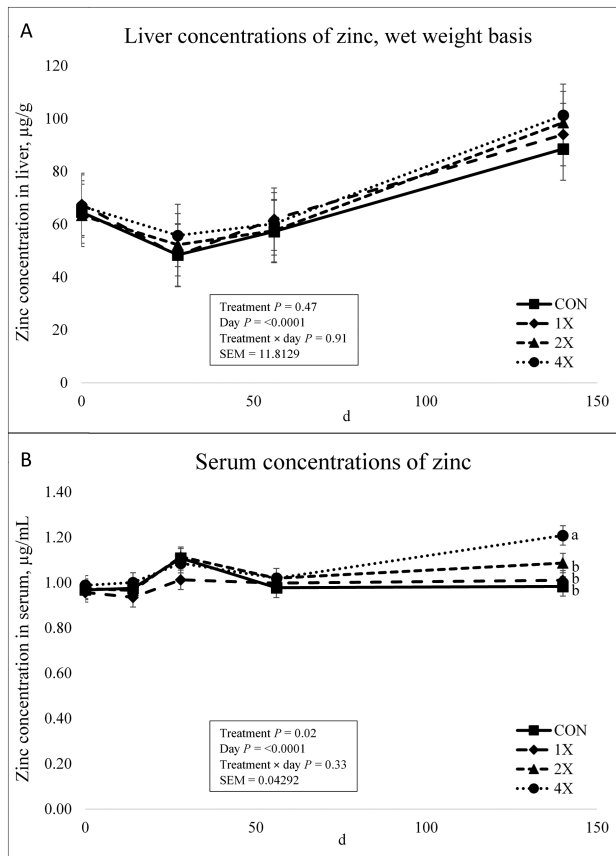 A
Liver concentrations of zinc, wet weight basis
Zinc concentration in liver, µg/g
120
100
80
60
40
20
0
0
50
100
150
d
Treatment P = 0.47
Day P = <0.0001
Treatment × day P = 0.91
SEM = 11.8129
CON
1X
2X
4X
B
Serum concentrations of zinc
Zinc concentration in serum, µg/mL
1.40
1.20
1.00
0.80
0.60
0.40
0.20
0.00
0
50
100
150
d
a
b
b
b
Treatment P = 0.02
Day P = <0.0001
Treatment × day P = 0.33
SEM = 0.04292
CON
1X
2X
4X